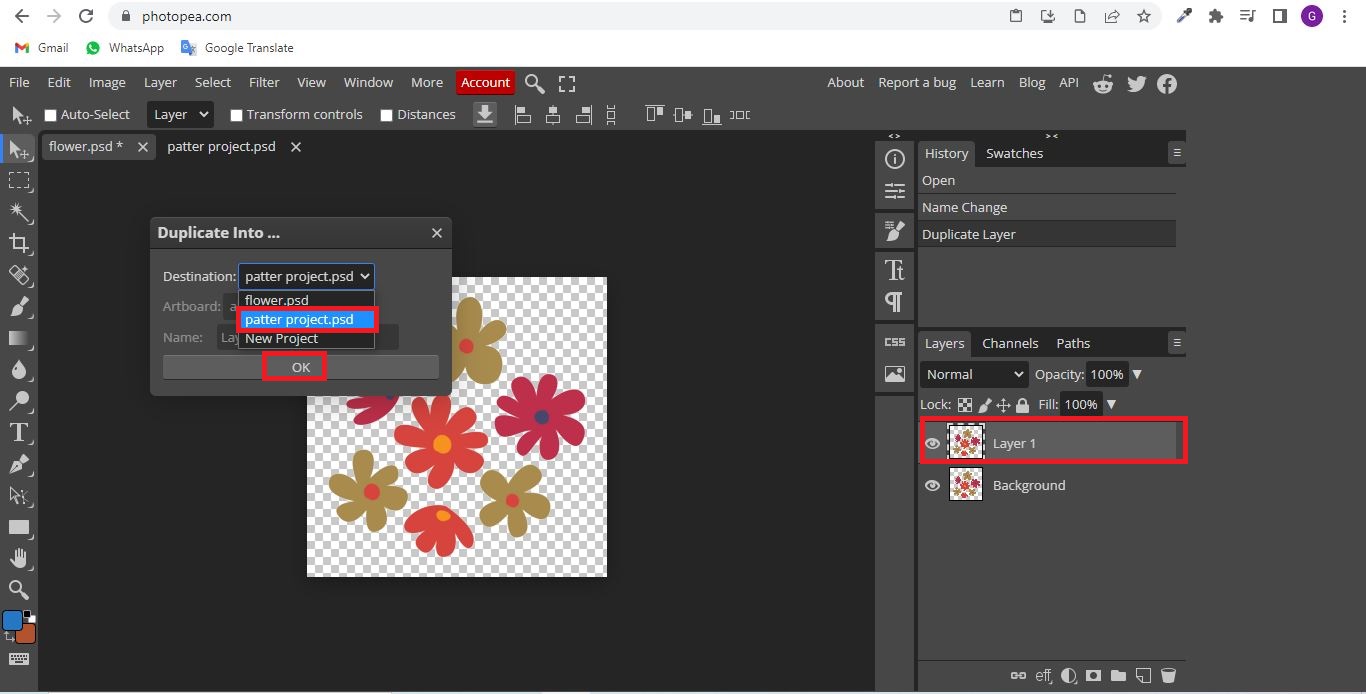 photopea.com
G
Gmail WhatsApp Google Translate
File Edit Image Layer Select Filter View Window More Account About Report a bug Learn Blog API
Auto-Select Layer Transform controls Distances
flower.psd * patter project.psd
History Swatches
Open
Name Change
Duplicate Layer
Duplicate Into ...
Destination: patter project.psd
flower.psd
Artboard: a
patter project.psd
Name: Lay
New Project
OK
CSS
Layers Channels Paths
Normal Opacity: 100%
Lock: Fill: 100%
Layer 1
Background
eff